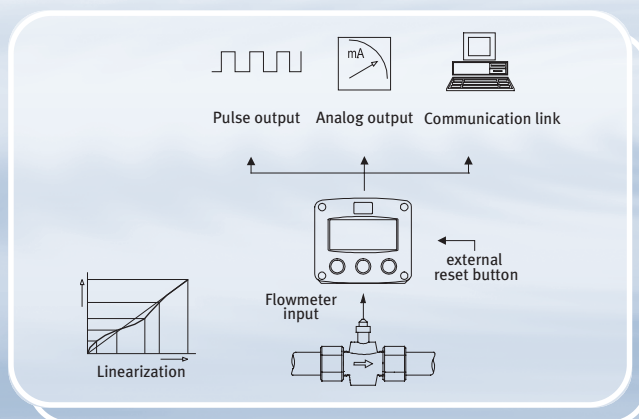 mA
Pulse output
Analog output
Communication link
external
reset button
Flowmeter
input
Linearization